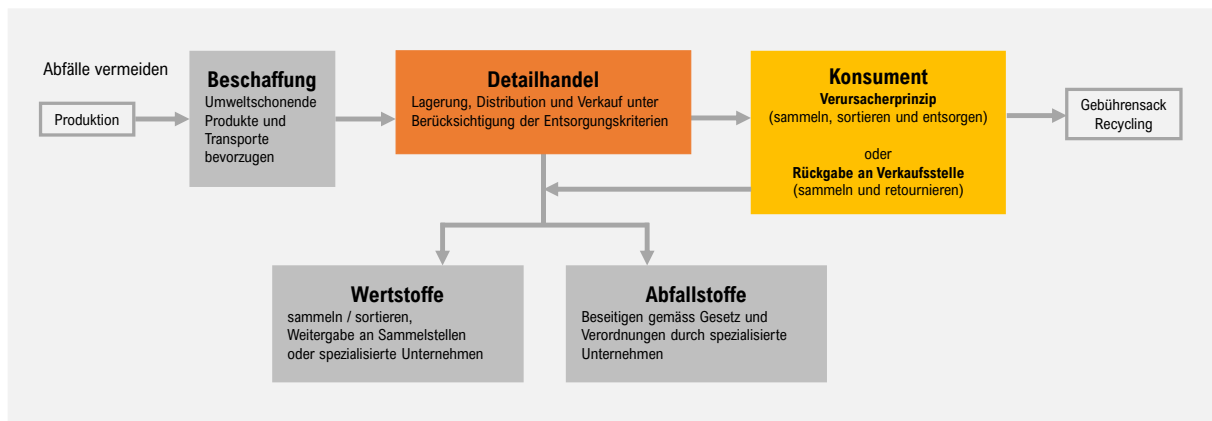 Abfälle vermeiden
Produktion
Beschaffung
Umweltschonende
Produkte und
Transporte
bevorzugen
Detailhandel
Lagerung, Distribution und Verkauf unter
Berücksichtigung der Entsorgungskriterien
Konsument
Verursacherprinzip
(sammeln, sortieren und entsorgen)
oder
Rückgabe an Verkaufsstelle
(sammeln und retournieren)
Gebührensack
Recycling
Wertstoffe
sammeln / sortieren,
Weitergabe an Sammelstellen
oder spezialisierte Unternehmen
Abfallstoffe
Beseitigen gemäss Gesetz und
Verordnungen durch spezialisierte
Unternehmen